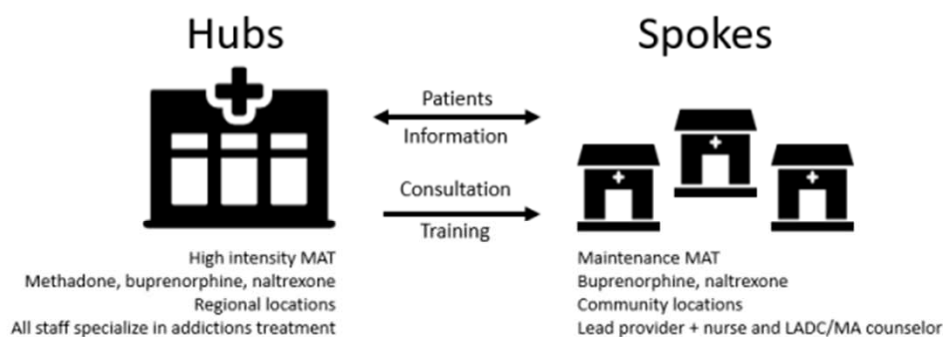 Hubs
Spokes
Patients
Information
Consultation
Training
High intensity MAT
Methadone, buprenorphine, naltrexone
Regional locations
All staff specialize in addictions treatment
Maintenance MAT
Buprenorphine, naltrexone
Community locations
Lead provider + nurse and LADC/MA counselor